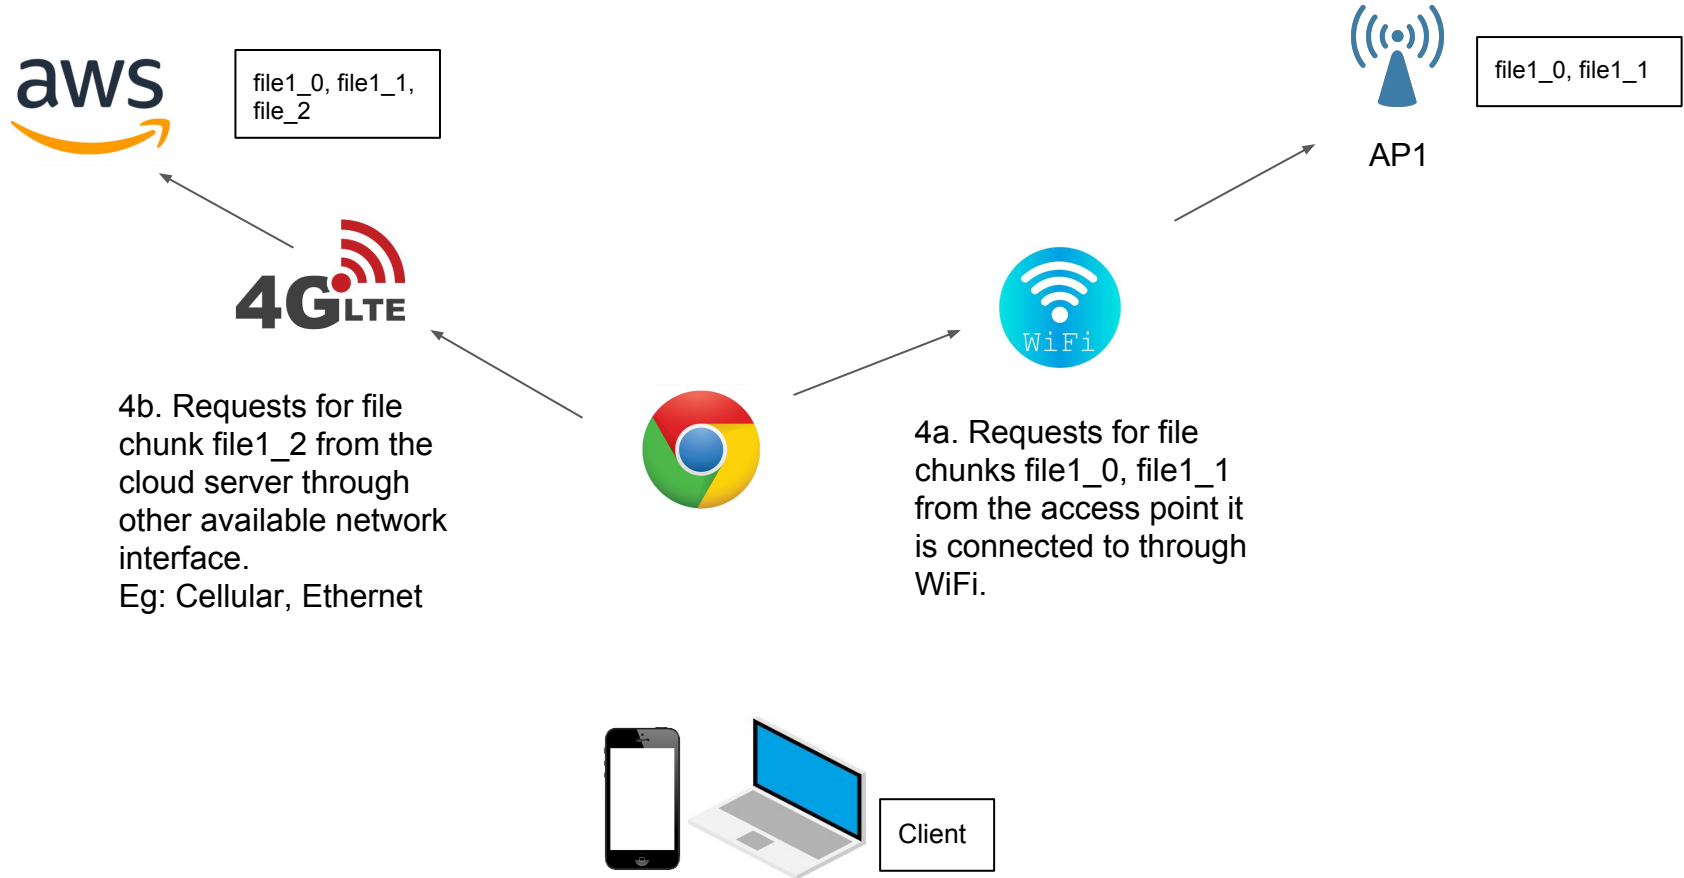 aws
file1_0, file1_1,
file_2
file1_0, file1_1
AP1
4G LTE
WiFi
4b. Requests for file
chunk file1_2 from the
cloud server through
other available network
interface.
Eg: Cellular, Ethernet
4a. Requests for file
chunks file1_0, file1_1
from the access point it
is connected to through
WiFi.
Client